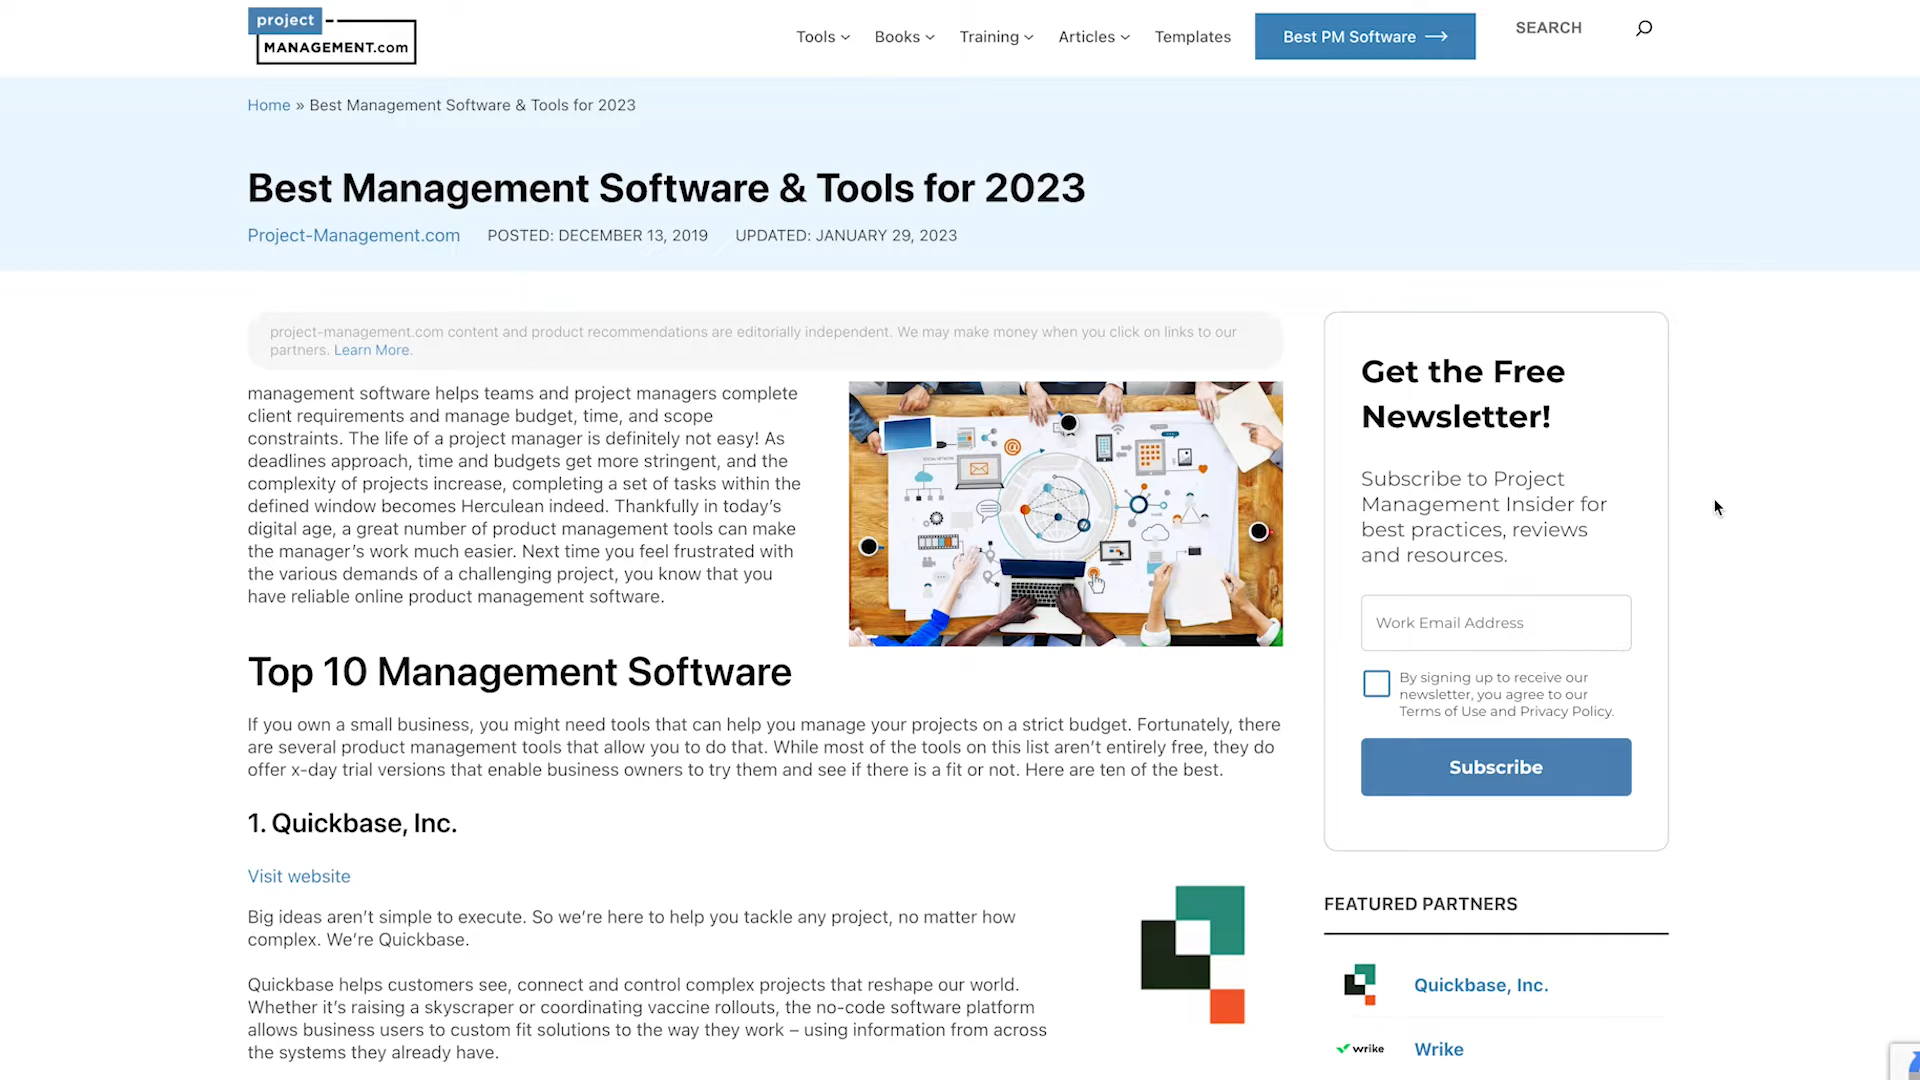 project
MANAGEMENT.com
Tools
Books
Training
Articles
Templates
Best PM Software
SEARCH
Home » Best Management Software & Tools for 2023
Best Management Software & Tools for 2023
Project-Management.com POSTED: DECEMBER 13, 2019 UPDATED: JANUARY 29, 2023
project-management.com content and product recommendations are editorially independent. We may make money when you click on links to our
partners. Learn More.
management software helps teams and project managers complete
client requirements and manage budget, time, and scope
constraints. The life of a project manager is definitely not easy! As
deadlines approach, time and budgets get more stringent, and the
complexity of projects increase, completing a set of tasks within the
defined window becomes Herculean indeed. Thankfully in today’s
digital age, a great number of product management tools can make
the manager’s work much easier. Next time you feel frustrated with
the various demands of a challenging project, you know that you
have reliable online product management software.
Top 10 Management Software
If you own a small business, you might need tools that can help you manage your projects on a strict budget. Fortunately, there
are several product management tools that allow you to do that. While most of the tools on this list aren’t entirely free, they do
offer x-day trial versions that enable business owners to try them and see if there is a fit or not. Here are ten of the best.
1. Quickbase, Inc.
Visit website
Big ideas aren’t simple to execute. So we’re here to help you tackle any project, no matter how
complex. We’re Quickbase.
Quickbase helps customers see, connect and control complex projects that reshape our world.
Whether it’s raising a skyscraper or coordinating vaccine rollouts, the no-code software platform
allows business users to custom fit solutions to the way they work – using information from across
the systems they already have.
Get the Free
Newsletter!
Subscribe to Project
Management Insider for
best practices, reviews
and resources.
Work Email Address
By signing up to receive our
newsletter, you agree to our
Terms of Use and Privacy Policy.
Subscribe
FEATURED PARTNERS
Quickbase, Inc.
wrike
Wrike